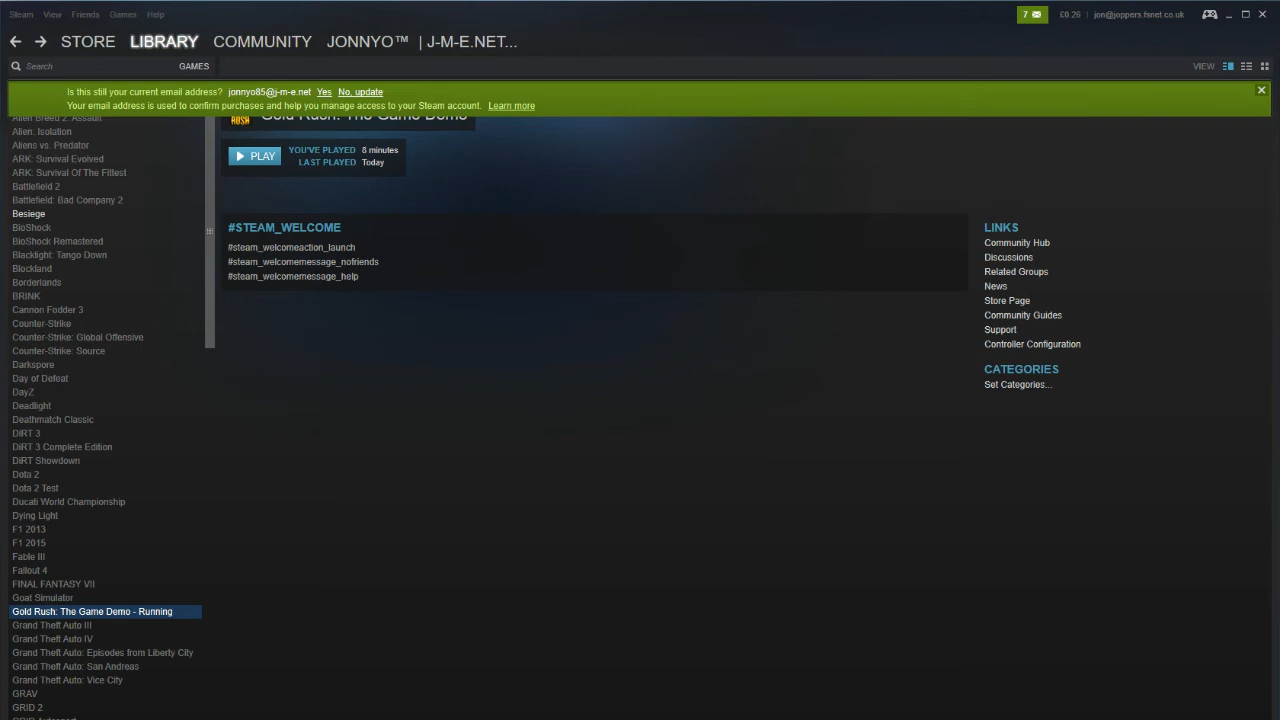 Steam View Friends Games Help
7 £0.26 jon@joppers.fsnet.co.uk
STORE LIBRARY COMMUNITY JONNYO™ | J-M-E.NET...
Search GAMES VIEW
Is this still your current email address? jonnyo85@j-m-e.net Yes No, update
Your email address is used to confirm purchases and help you manage access to your Steam account. Learn more
Alien Breed 2: Assault
Alien: Isolation
Aliens vs. Predator
ARK: Survival Evolved
ARK: Survival Of The Fittest
Battlefield 2
Battlefield: Bad Company 2
Besiege
BioShock
BioShock Remastered
Blacklight: Tango Down
Blockland
Borderlands
BRINK
Cannon Fodder 3
Counter-Strike
Counter-Strike: Global Offensive
Counter-Strike: Source
Darkspore
Day of Defeat
DayZ
Deadlight
Deathmatch Classic
DiRT 3
DiRT 3 Complete Edition
DiRT Showdown
Dota 2
Dota 2 Test
Ducati World Championship
Dying Light
F1 2013
F1 2015
Fable III
Fallout 4
FINAL FANTASY VII
Goat Simulator
Gold Rush: The Game Demo - Running
Grand Theft Auto III
Grand Theft Auto IV
Grand Theft Auto: Episodes from Liberty City
Grand Theft Auto: San Andreas
Grand Theft Auto: Vice City
GRAV
GRID 2
RUSH Gold Rush: The Game Demo
PLAY
YOU'VE PLAYED 8 minutes
LAST PLAYED Today
#STEAM_WELCOME
#steam_welcomeaction_launch
#steam_welcomemessage_nofriends
#steam_welcomemessage_help
LINKS
Community Hub
Discussions
Related Groups
News
Store Page
Community Guides
Support
Controller Configuration
CATEGORIES
Set Categories...